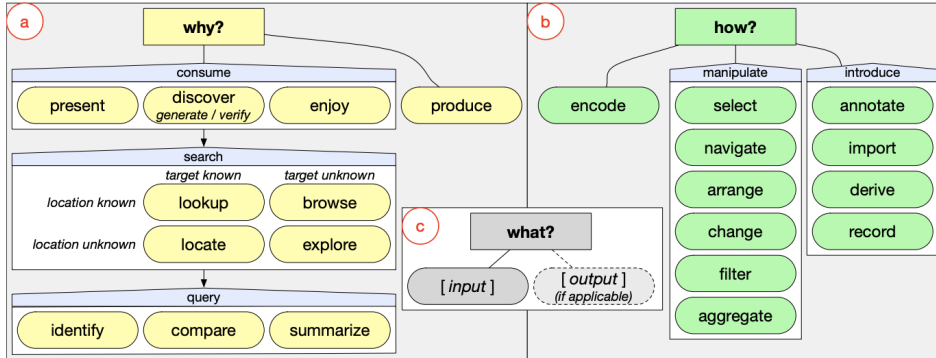 a
why?
consume
present
discover
generate / verify
enjoy
produce
search
target known
target unknown
location known
lookup
browse
location unknown
locate
explore
query
identify
compare
summarize
b
how?
encode
manipulate
select
navigate
arrange
change
filter
aggregate
introduce
annotate
import
derive
record
c
what?
[ input ]
[ output ]
(if applicable)